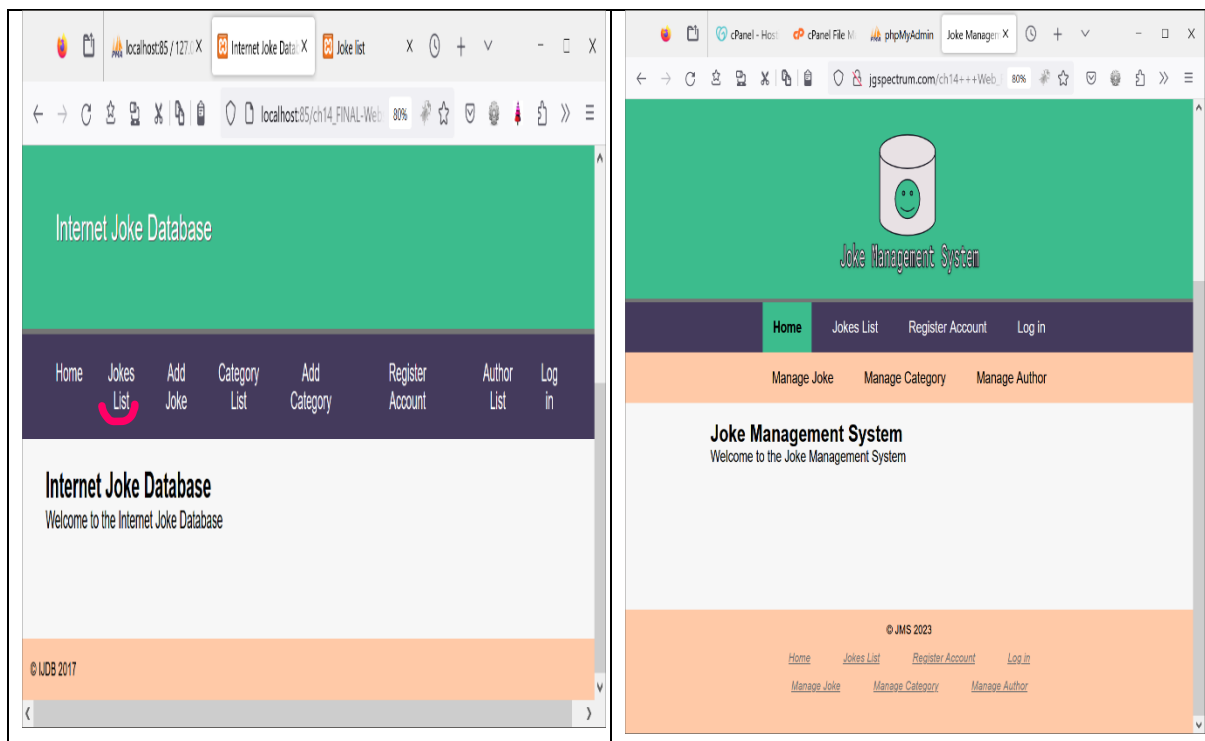 localhost:85 / 127.0
Internet Joke Datab
Joke list
localhost:85/ch14_FINAL-Web
80%
Internet Joke Database
Home
Jokes List
Add Joke
Category List
Add Category
Register Account
Author List
Log in
Internet Joke Database
Welcome to the Internet Joke Database
© IJDB 2017
cPanel - Host
cPanel File M
phpMyAdmin
Joke Managem
jgspectrum.com/ch14+++Web_
80%
Joke Management System
Home Jokes List Register Account Log in
Manage Joke Manage Category Manage Author
Joke Management System
Welcome to the Joke Management System
© JMS 2023
Home Jokes List Register Account Log in
Manage Joke Manage Category Manage Author